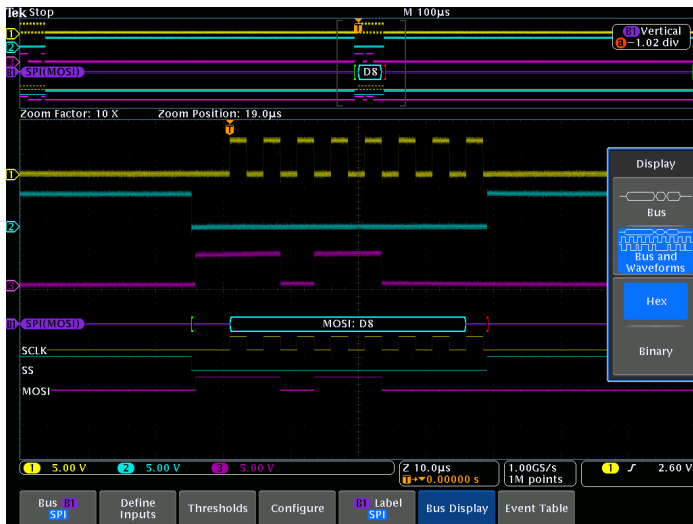 Tek Stop
M 100µs
B1 Vertical
a −1.02 div
1
2
3
B1 SPI(MOSI)
D8
T
Zoom Factor: 10 X Zoom Position: 19.0µs
T
1
2
3
B1 SPI(MOSI)
MOSI: D8
SCLK
SS
MOSI
Display
Bus
Bus and
Waveforms
Hex
Binary
1 5.00 V 2 5.00 V 3 5.00 V
Z 10.0µs
T→▼0.00000 s
1.00GS/s
1M points
1 2.60 V
Bus B1
SPI
Define
Inputs
Thresholds
Configure
B1 Label
SPI
Bus Display
Event Table